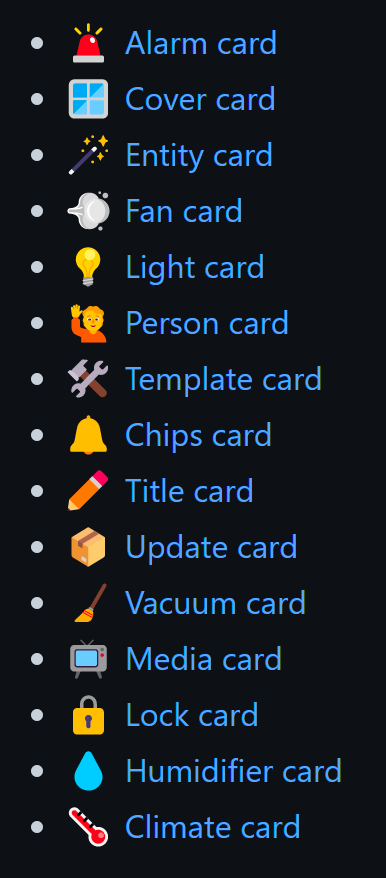 Alarm card
Cover card
Entity card
Fan card
Light card
Person card
Template card
Chips card
Title card
Update card
Vacuum card
Media card
Lock card
Humidifier card
Climate card